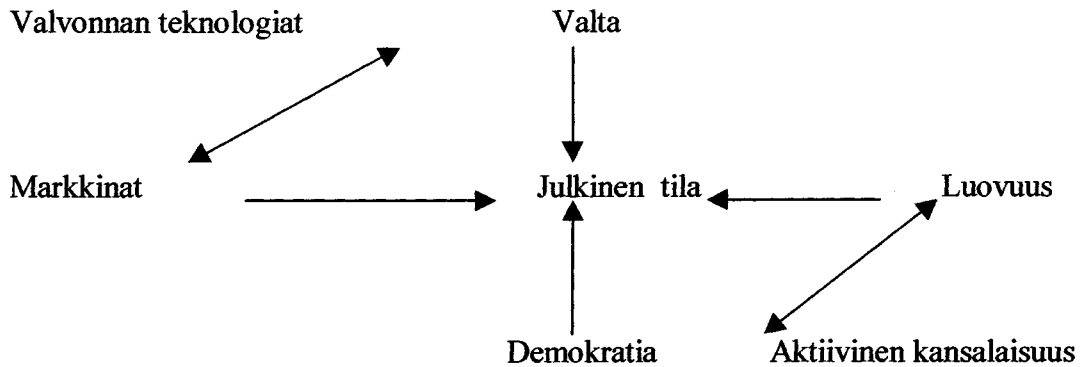 Valvonnan teknologiat Valta
Markkinat Julkinen tila Luovuus
Demokratia Aktiivinen kansalaisuus